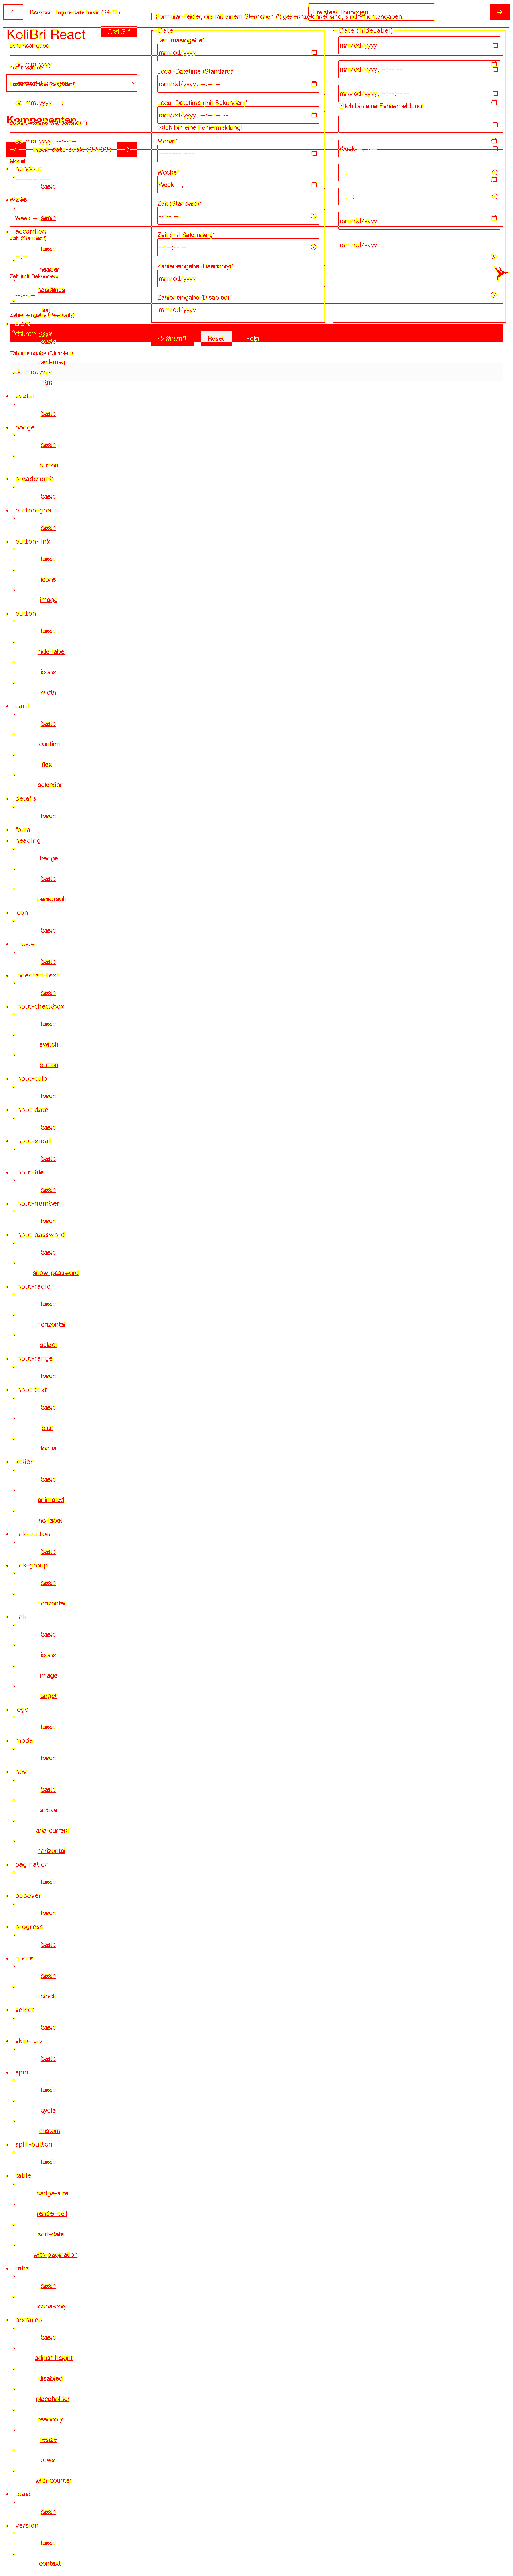 Beispiel: input-date basic (34/72)
Formular-Felder, die mit einem Sternchen (*) gekennzeichnet sind, sind Pflichtangaben.
Freistaat Thüringen
KoliBri React
v1.7.1
Datumseingabe
dd.mm.yyyy
dd.mm.yyyy, --:--
Komponenten
dd.mm.yyyy, --:--:--
input-date basic (37/93)
Monat
Week --, ----
Zeit (Standard)
--:--
Zeit (mit Sekunden)
--:--:--
Zahleneingabe (Readonly)
dd.mm.yyyy
Zahleneingabe (Disabled)
dd.mm.yyyy
Date
Datumseingabe*
mm/dd/yyyy
Local-Datetime (Standard)*
mm/dd/yyyy, --:-- --
Local-Datetime (mit Sekunden)*
mm/dd/yyyy, --:--:-- --
Ich bin eine Fehlermeldung!
Monat*
--------- ----
Woche*
Week --, ----
Zeit (Standard)*
--:-- --
Zeit (mit Sekunden)*
Zahleneingabe (Readonly)*
mm/dd/yyyy
Zahleneingabe (Disabled)*
mm/dd/yyyy
Reset
Help
Date (hideLabel)
mm/dd/yyyy
mm/dd/yyyy, --:-- --
mm/dd/yyyy, --:--:-- --
Ich bin eine Fehlermeldung!
--------- ----
Week --, ----
--:-- --
--:--:-- --
mm/dd/yyyy
mm/dd/yyyy
handout
basic
basic
accordion
basic
header
headlines
list
basic
card-msg
html
avatar
basic
badge
basic
button
breadcrumb
basic
button-group
basic
button-link
basic
icons
image
button
basic
hide-label
icons
width
card
basic
confirm
flex
selection
details
basic
form
heading
badge
basic
paragraph
icon
basic
image
basic
indented-text
basic
input-checkbox
basic
switch
button
input-color
basic
input-date
basic
input-email
basic
input-file
basic
input-number
basic
input-password
basic
show-password
input-radio
basic
horizontal
select
input-range
basic
input-text
basic
blur
focus
kolibri
basic
animated
no-label
link-button
basic
link-group
basic
horizontal
link
basic
icons
image
target
logo
basic
modal
basic
nav
basic
active
aria-current
horizontal
pagination
basic
popover
basic
progress
basic
quote
basic
block
select
basic
skip-nav
basic
spin
basic
cycle
custom
split-button
basic
table
badge-size
render-cell
sort-data
with-pagination
tabs
basic
icons-only
textarea
basic
adjust-height
disabled
placeholder
readonly
resize
rows
with-counter
toast
basic
version
basic
context